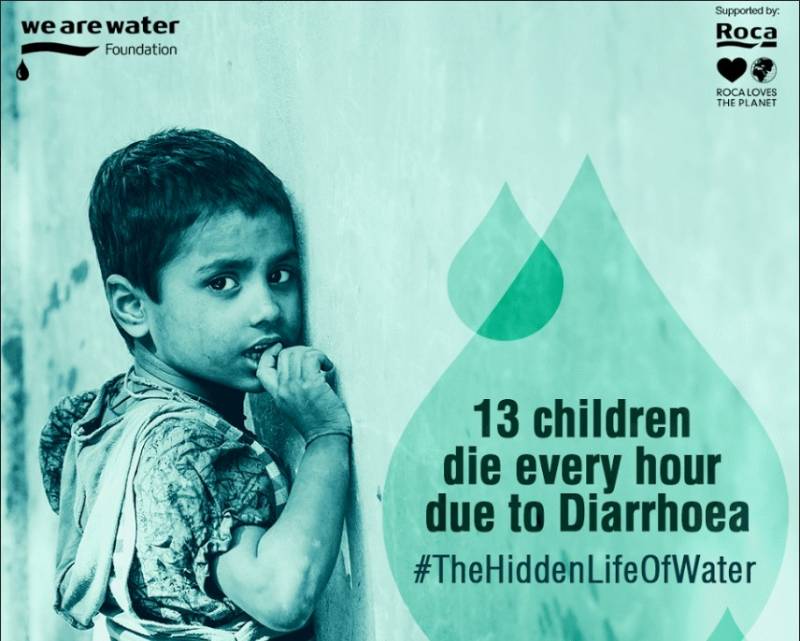 we are water
Foundation
Supported by:
Roca
ROCA LOVES
THE PLANET
13 children
die every hour
due to Diarrhoea
#TheHiddenLifeOfWater